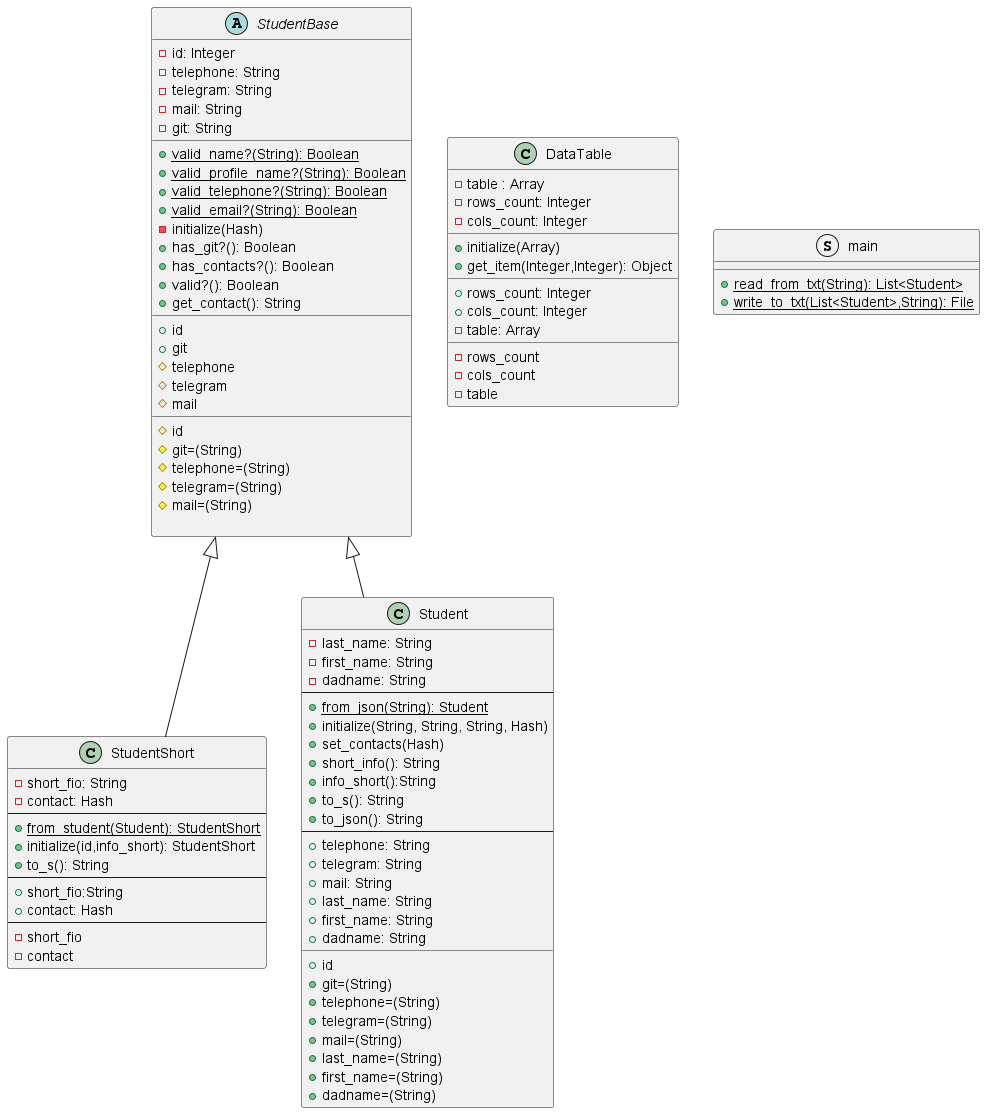 A StudentBase
id: Integer
telephone: String
telegram: String
mail: String
git: String
valid_name?(String): Boolean
valid_profile_name?(String): Boolean
valid_telephone?(String): Boolean
valid_email?(String): Boolean
initialize(Hash)
has_git?(): Boolean
has_contacts?(): Boolean
valid?(): Boolean
get_contact(): String
id
git
telephone
telegram
mail
id
git=(String)
telephone=(String)
telegram=(String)
mail=(String)
C DataTable
table : Array
rows_count: Integer
cols_count: Integer
initialize(Array)
get_item(Integer,Integer): Object
rows_count: Integer
cols_count: Integer
table: Array
rows_count
cols_count
table
S main
read_from_txt(String): List<Student>
write_to_txt(List<Student>,String): File
C StudentShort
short_fio: String
contact: Hash
from_student(Student): StudentShort
initialize(id,info_short): StudentShort
to_s(): String
short_fio:String
contact: Hash
short_fio
contact
C Student
last_name: String
first_name: String
dadname: String
from_json(String): Student
initialize(String, String, String, Hash)
set_contacts(Hash)
short_info(): String
info_short():String
to_s(): String
to_json(): String
telephone: String
telegram: String
mail: String
last_name: String
first_name: String
dadname: String
id
git=(String)
telephone=(String)
telegram=(String)
mail=(String)
last_name=(String)
first_name=(String)
dadname=(String)